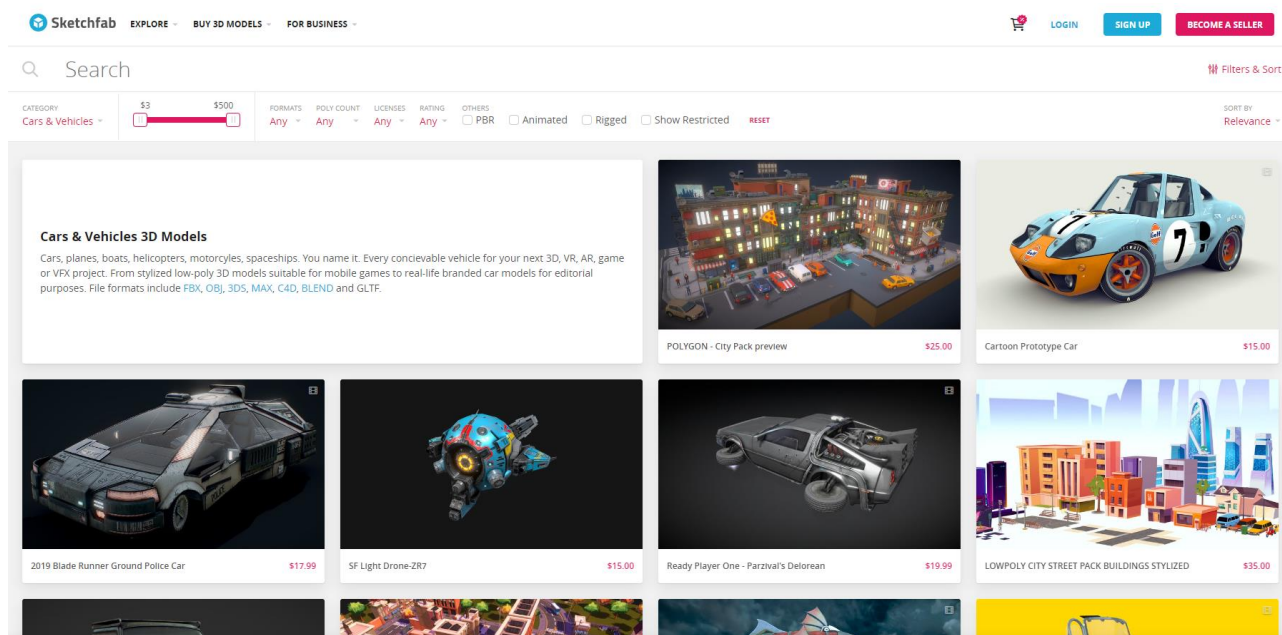 Sketchfab EXPLORE BUY 3D MODELS FOR BUSINESS LOGIN SIGN UP BECOME A SELLER
Search Filters & Sort
CATEGORY $3 $500 FORMATS POLY COUNT LICENSES RATING OTHERS SORT BY
Cars & Vehicles Any Any Any Any PBR Animated Rigged Show Restricted RESET Relevance
Cars & Vehicles 3D Models
Cars, planes, boats, helicopters, motorcyles, spaceships. You name it. Every concievable vehicle for your next 3D, VR, AR, game
or VFX project. From stylized low-poly 3D models suitable for mobile games to real-life branded car models for editorial
purposes. File formats include FBX, OBJ, 3DS, MAX, C4D, BLEND and GLTF.
Gulf
7
POLYGON - City Pack preview $25.00
Cartoon Prototype Car $15.00
POLICE
2019 Blade Runner Ground Police Car $17.99
SF Light Drone-ZR7 $15.00
Ready Player One - Parzival's Delorean $19.99
LOWPOLY CITY STREET PACK BUILDINGS STYLIZED $35.00